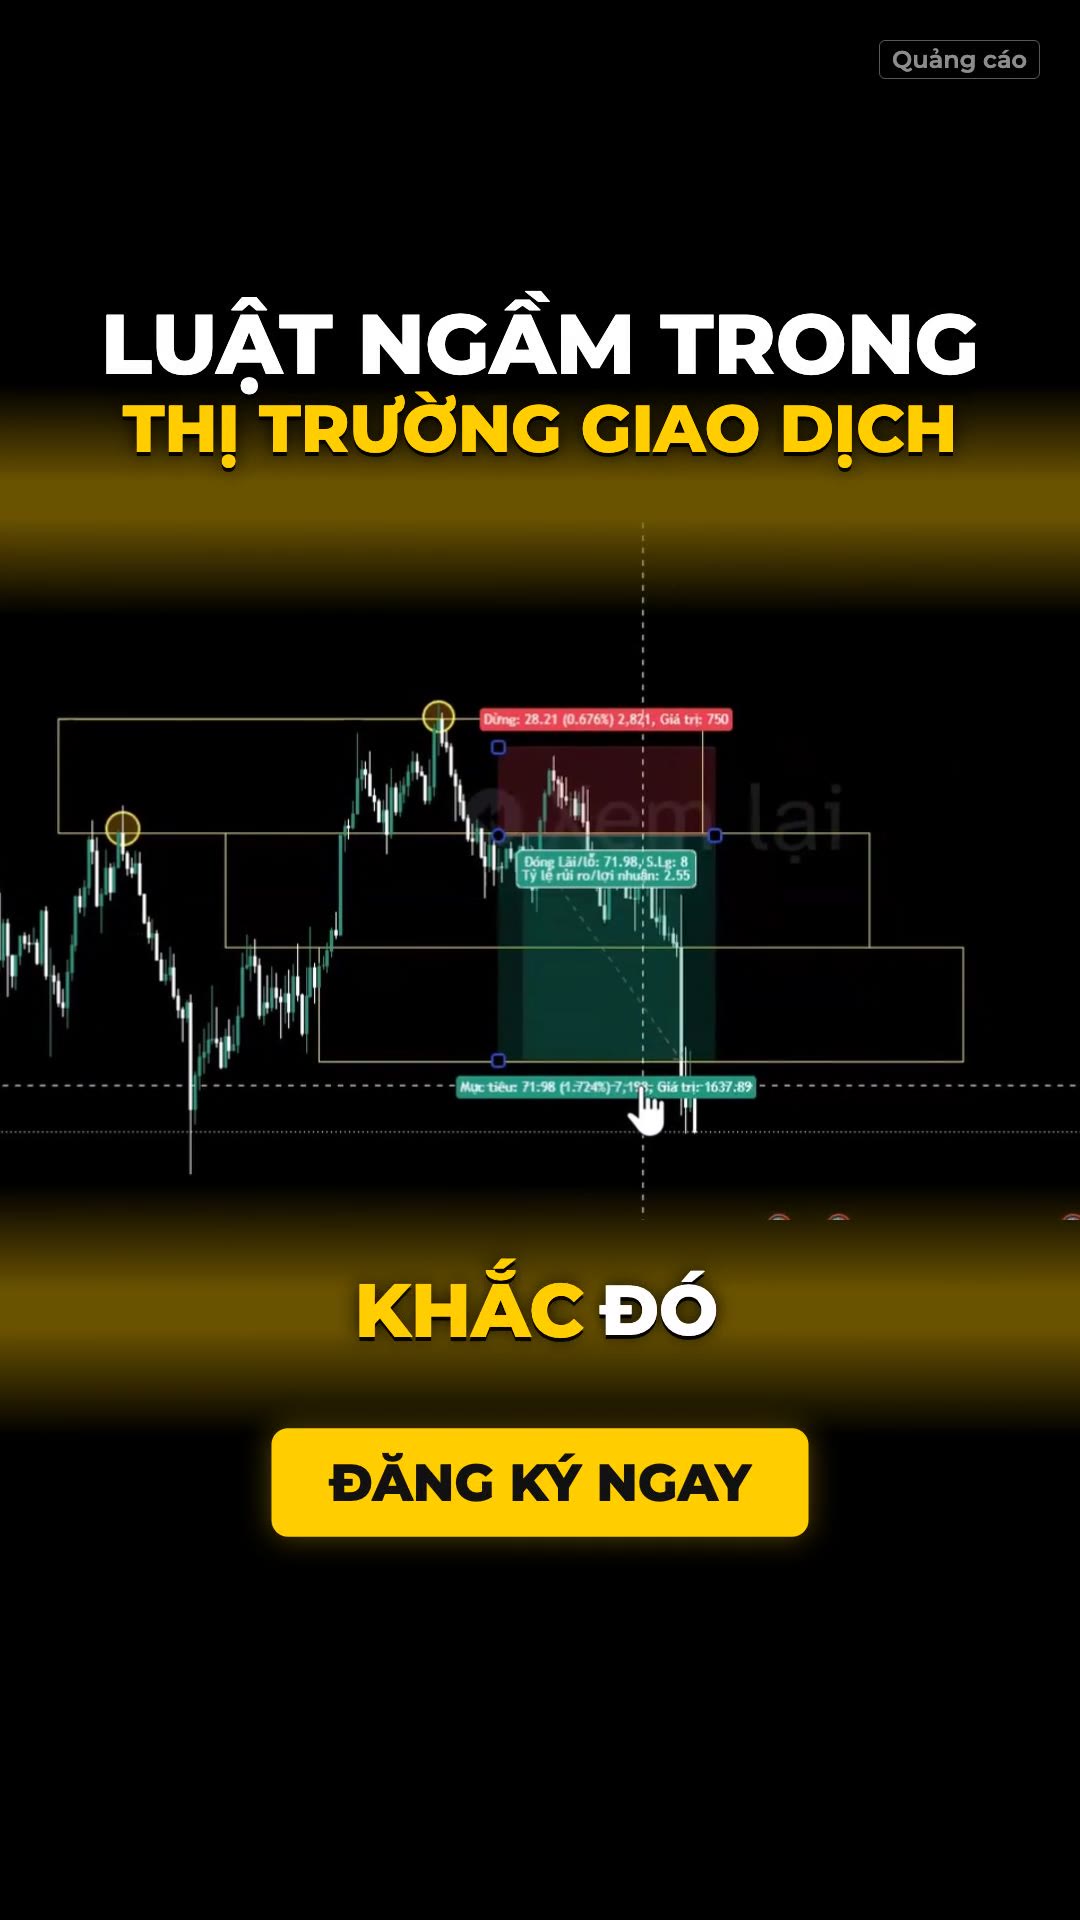 Quảng cáo
LUẬT NGẦM TRONG
THỊ TRƯỜNG GIAO DỊCH
Dừng: 28.21 (0.676%) 2,821, Giá trị: 750
Xem lại
Đóng Lãi/lỗ: 71.98, S.Lg: 8
Tỷ lệ rủi ro/lợi nhuận: 2.55
Mục tiêu: 71.98 (1.724%) 7,198, Giá trị: 1637.89
KHẮC ĐÓ
ĐĂNG KÝ NGAY